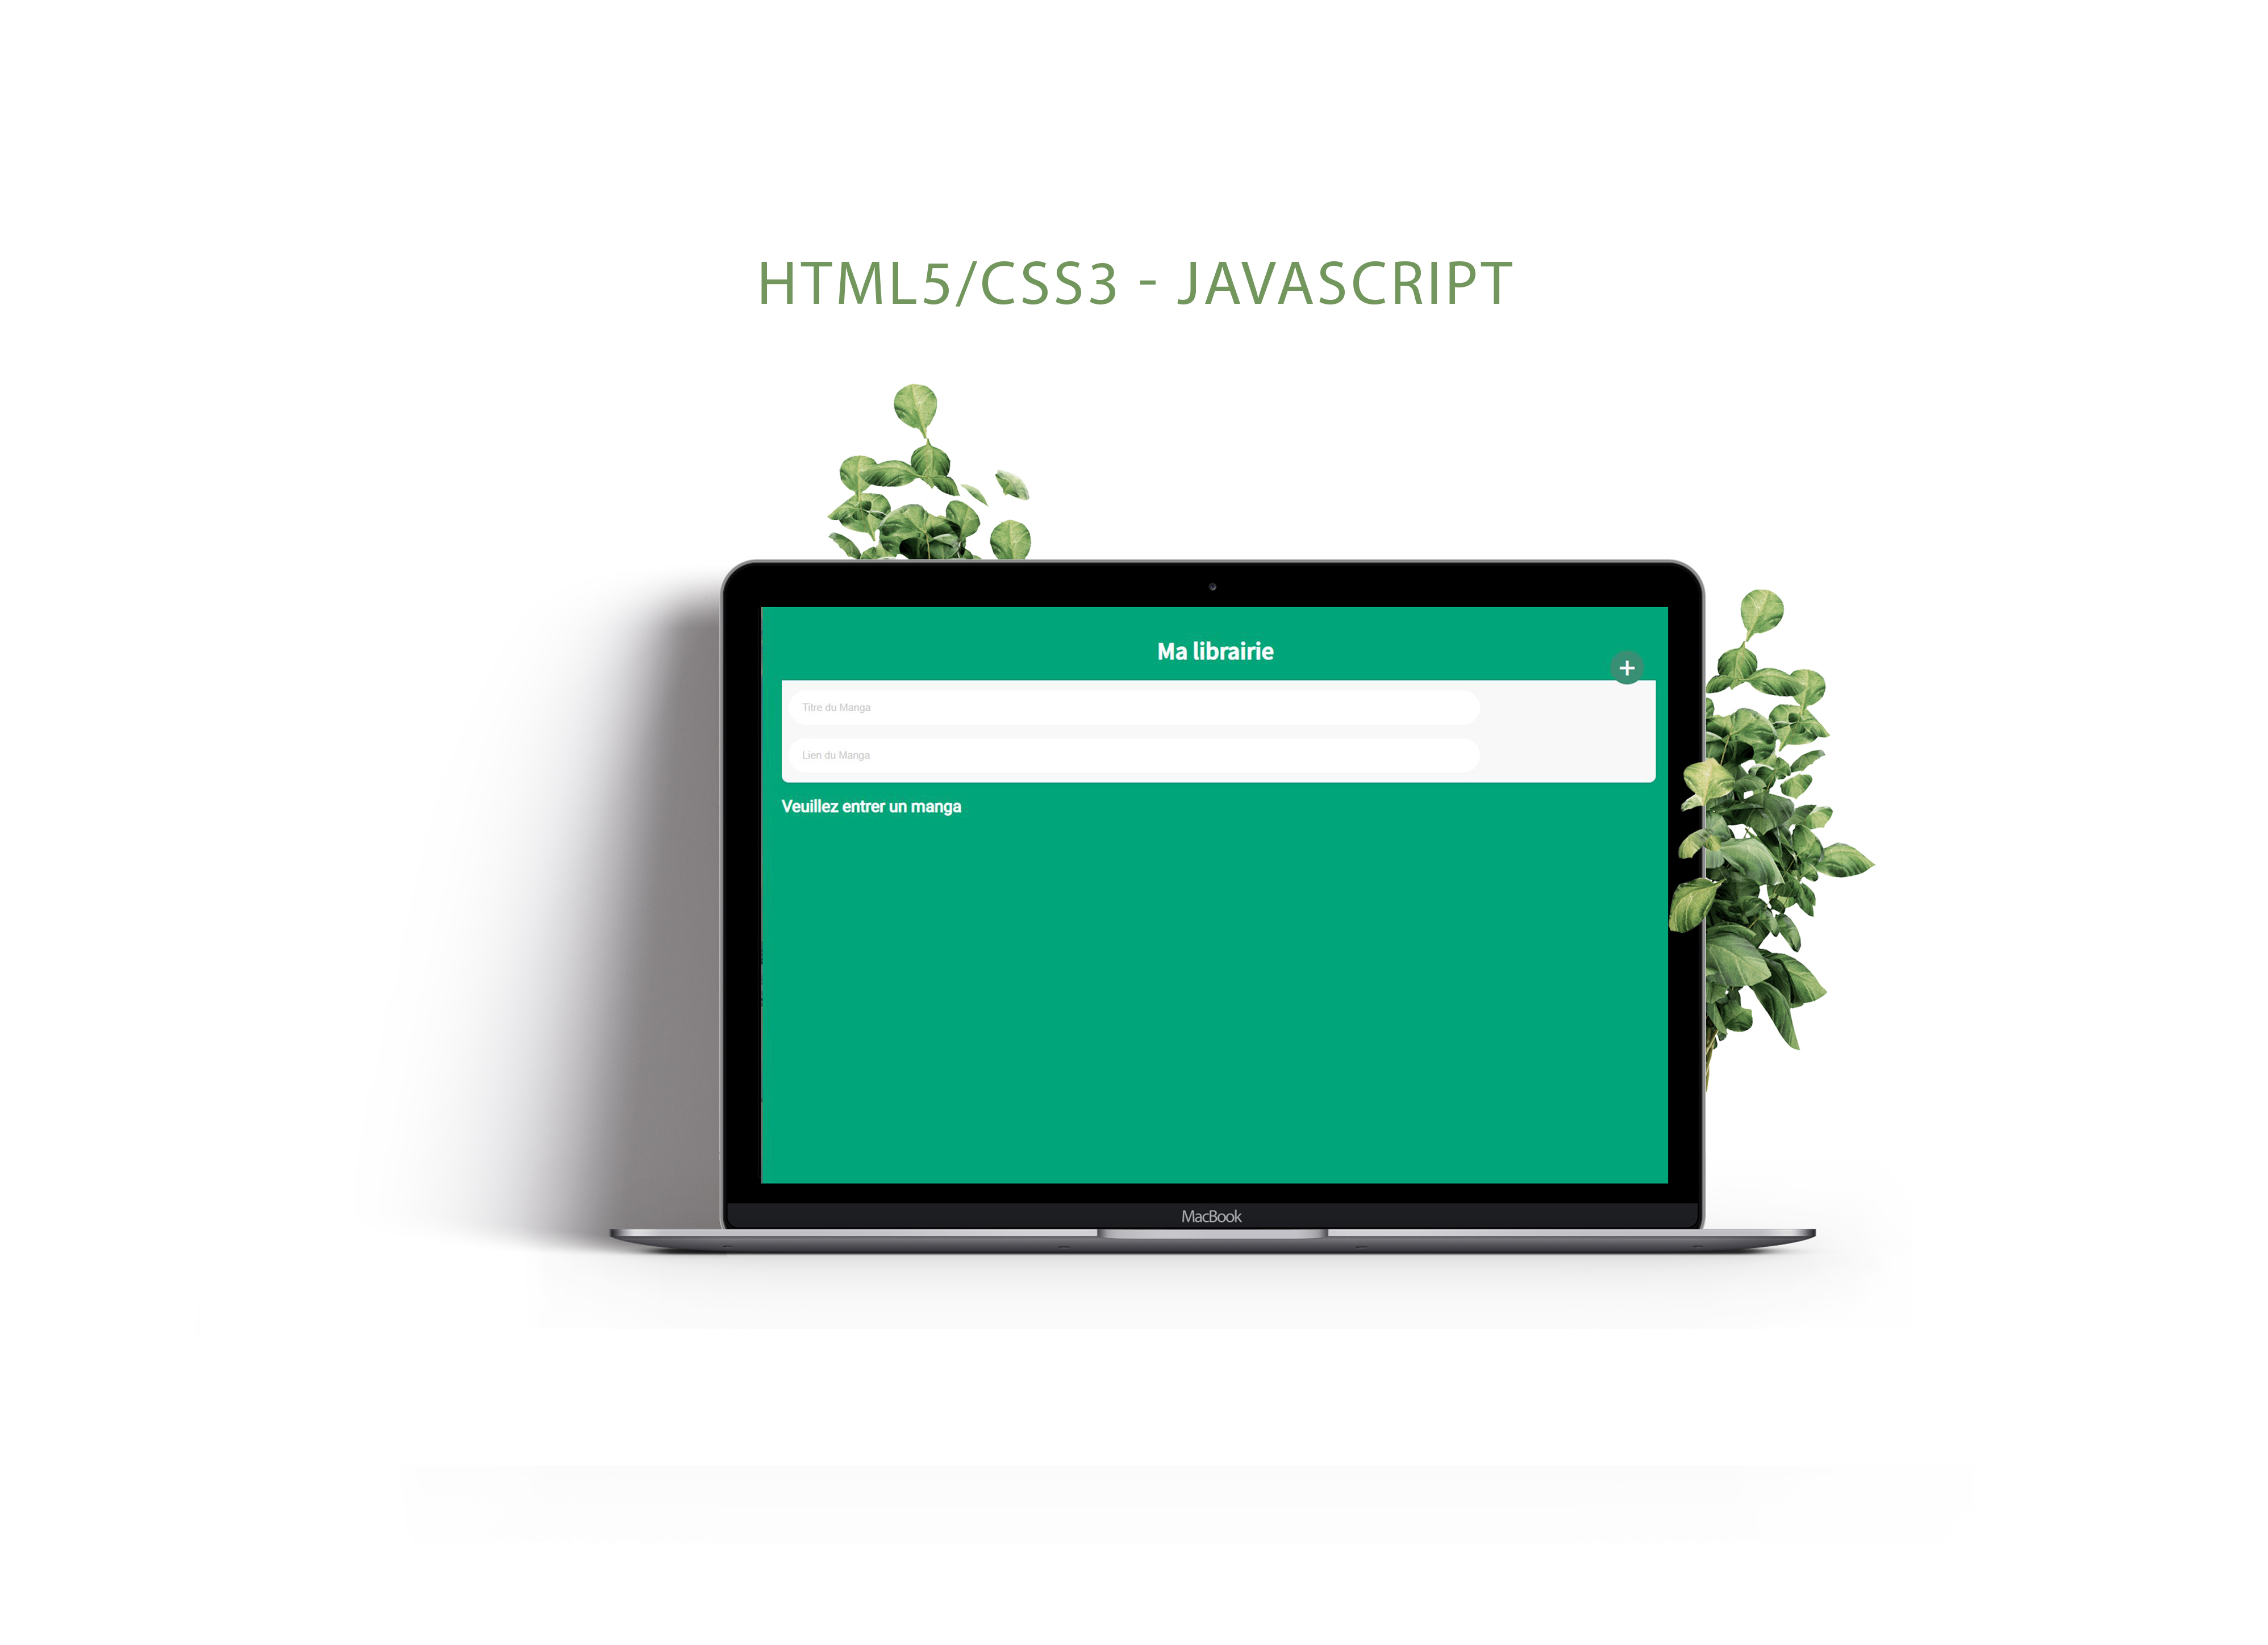 HTML5/CSS3 - JAVASCRIPT
Ma librairie
+
Titre du Manga
Lien du Manga
Veuillez entrer un manga
MacBook